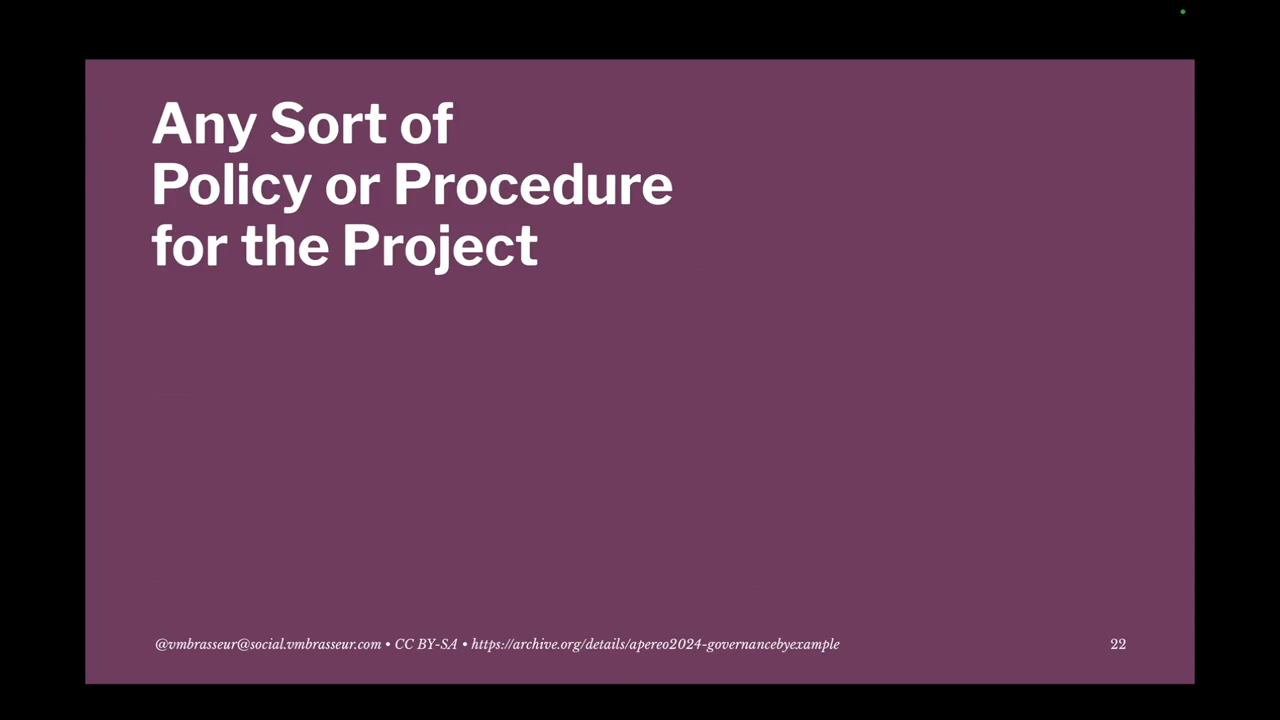 Any Sort of
Policy or Procedure
for the Project
@vmbrasseur@social.vmbrasseur.com • CC BY-SA • https://archive.org/details/apereo2024-governancebyexample
22